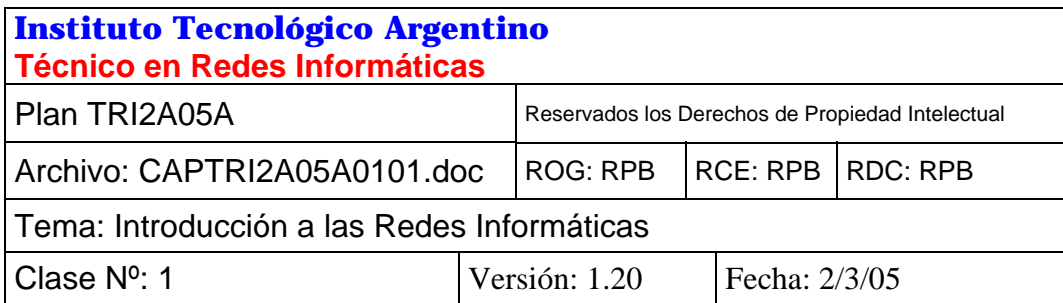 Instituto Tecnológico Argentino
Técnico en Redes Informáticas
Plan TRI2A05A Reservados los Derechos de Propiedad Intelectual
Archivo: CAPTRI2A05A0101.doc ROG: RPB RCE: RPB RDC: RPB
Tema: Introducción a las Redes Informáticas
Clase Nº: 1 Versión: 1.20 Fecha: 2/3/05